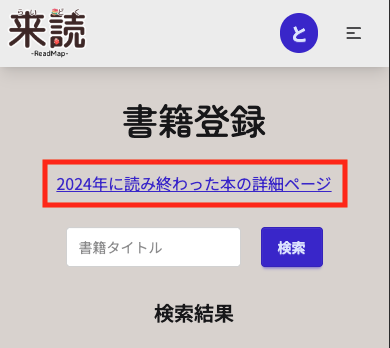 らい どく
来読
-ReadMap-
と
書籍登録
2024年に読み終わった本の詳細ページ
書籍タイトル
検索
検索結果